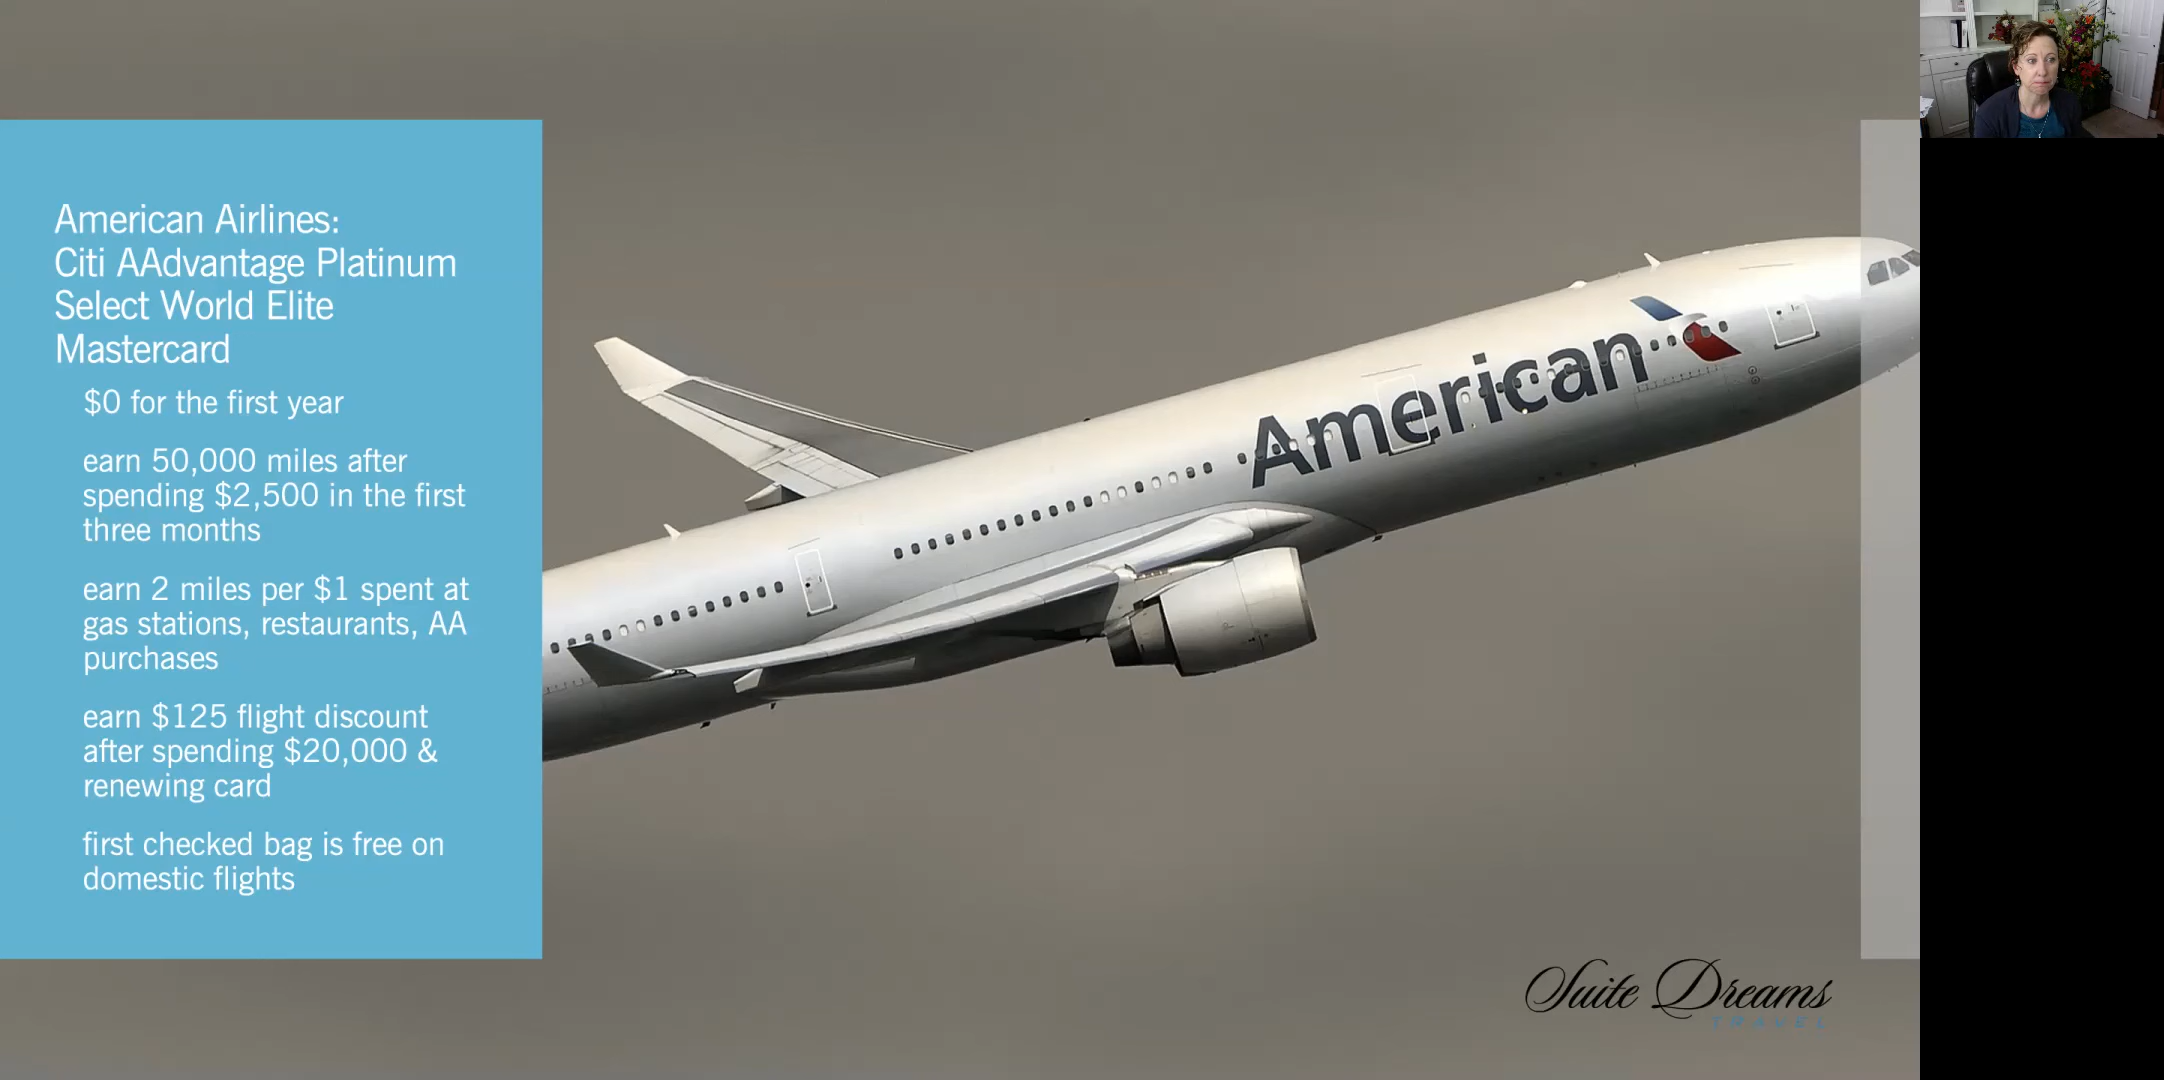 American Airlines:
Citi AAdvantage Platinum
Select World Elite
Mastercard
$0 for the first year
earn 50,000 miles after
spending $2,500 in the first
three months
earn 2 miles per $1 spent at
gas stations, restaurants, AA
purchases
earn $125 flight discount
after spending $20,000 &
renewing card
first checked bag is free on
domestic flights
American
Suite Dreams
TRAVEL